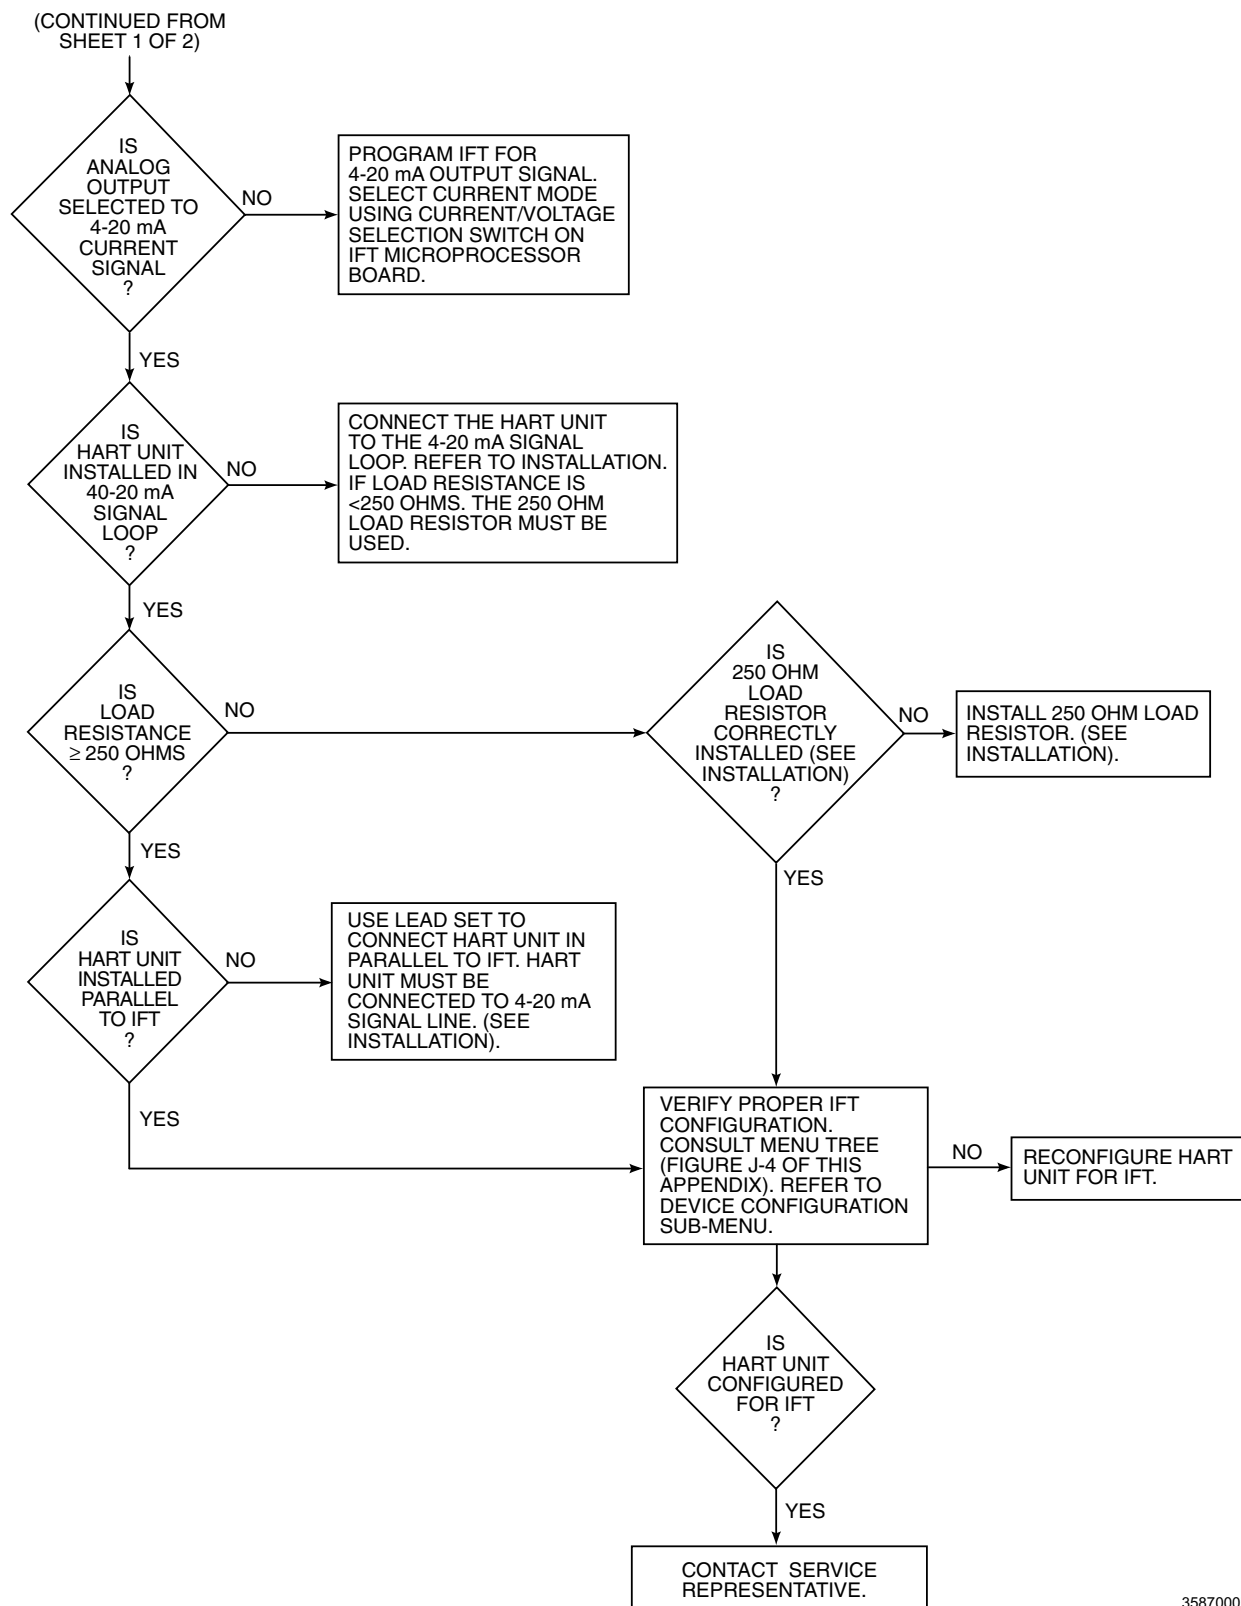 (CONTINUED FROM
SHEET 1 OF 2)
IS
ANALOG
OUTPUT
SELECTED TO
4-20 mA
CURRENT
SIGNAL
?
NO
PROGRAM IFT FOR
4-20 mA OUTPUT SIGNAL.
SELECT CURRENT MODE
USING CURRENT/VOLTAGE
SELECTION SWITCH ON
IFT MICROPROCESSOR
BOARD.
YES
IS
HART UNIT
INSTALLED IN
40-20 mA
SIGNAL
LOOP
?
NO
CONNECT THE HART UNIT
TO THE 4-20 mA SIGNAL
LOOP. REFER TO INSTALLATION.
IF LOAD RESISTANCE IS
<250 OHMS. THE 250 OHM
LOAD RESISTOR MUST BE
USED.
YES
IS
LOAD
RESISTANCE
≥ 250 OHMS
?
NO
IS
250 OHM
LOAD
RESISTOR
CORRECTLY
INSTALLED (SEE
INSTALLATION)
?
NO
INSTALL 250 OHM LOAD
RESISTOR. (SEE
INSTALLATION).
YES
YES
IS
HART UNIT
INSTALLED
PARALLEL
TO IFT
?
NO
USE LEAD SET TO
CONNECT HART UNIT IN
PARALLEL TO IFT. HART
UNIT MUST BE
CONNECTED TO 4-20 mA
SIGNAL LINE. (SEE
INSTALLATION).
YES
VERIFY PROPER IFT
CONFIGURATION.
CONSULT MENU TREE
(FIGURE J-4 OF THIS
APPENDIX). REFER TO
DEVICE CONFIGURATION
SUB-MENU.
NO
RECONFIGURE HART
UNIT FOR IFT.
IS
HART UNIT
CONFIGURED
FOR IFT
?
YES
CONTACT SERVICE
REPRESENTATIVE.
3587000